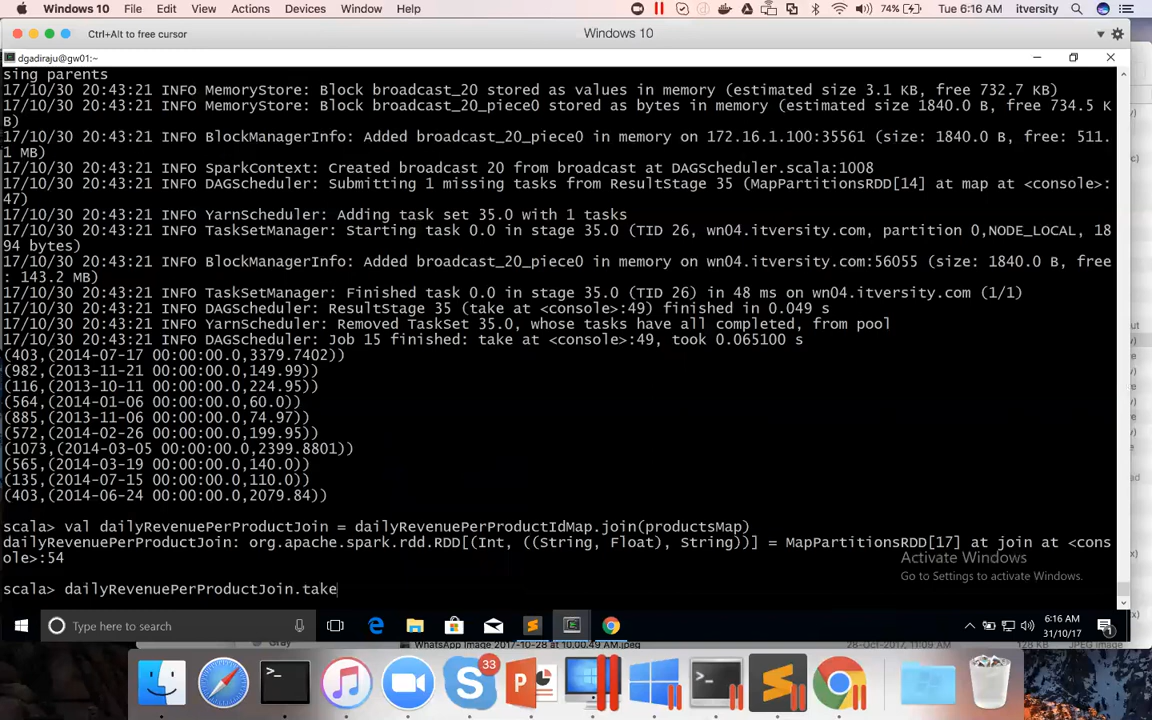 Windows 10 File Edit View Actions Devices Window Help 74% Tue 6:16 AM itversity
Ctrl+Alt to free cursor Windows 10
dgadiraju@gw01:~
sing parents
17/10/30 20:43:21 INFO MemoryStore: Block broadcast_20 stored as values in memory (estimated size 3.1 KB, free 732.7 KB)
17/10/30 20:43:21 INFO MemoryStore: Block broadcast_20_piece0 stored as bytes in memory (estimated size 1840.0 B, free 734.5 K
B)
17/10/30 20:43:21 INFO BlockManagerInfo: Added broadcast_20_piece0 in memory on 172.16.1.100:35561 (size: 1840.0 B, free: 511.
1 MB)
17/10/30 20:43:21 INFO SparkContext: Created broadcast 20 from broadcast at DAGScheduler.scala:1008
17/10/30 20:43:21 INFO DAGScheduler: Submitting 1 missing tasks from ResultStage 35 (MapPartitionsRDD[14] at map at <console>:
47)
17/10/30 20:43:21 INFO YarnScheduler: Adding task set 35.0 with 1 tasks
17/10/30 20:43:21 INFO TaskSetManager: Starting task 0.0 in stage 35.0 (TID 26, wn04.itversity.com, partition 0,NODE_LOCAL, 18
94 bytes)
17/10/30 20:43:21 INFO BlockManagerInfo: Added broadcast_20_piece0 in memory on wn04.itversity.com:56055 (size: 1840.0 B, free
: 143.2 MB)
17/10/30 20:43:21 INFO TaskSetManager: Finished task 0.0 in stage 35.0 (TID 26) in 48 ms on wn04.itversity.com (1/1)
17/10/30 20:43:21 INFO DAGScheduler: ResultStage 35 (take at <console>:49) finished in 0.049 s
17/10/30 20:43:21 INFO YarnScheduler: Removed TaskSet 35.0, whose tasks have all completed, from pool
17/10/30 20:43:21 INFO DAGScheduler: Job 15 finished: take at <console>:49, took 0.065100 s
(403,(2014-07-17 00:00:00.0,3379.7402))
(982,(2013-11-21 00:00:00.0,149.99))
(116,(2013-10-11 00:00:00.0,224.95))
(564,(2014-01-06 00:00:00.0,60.0))
(885,(2013-11-06 00:00:00.0,74.97))
(572,(2014-02-26 00:00:00.0,199.95))
(1073,(2014-03-05 00:00:00.0,2399.8801))
(565,(2014-03-19 00:00:00.0,140.0))
(135,(2014-07-15 00:00:00.0,110.0))
(403,(2014-06-24 00:00:00.0,2079.84))
scala> val dailyRevenuePerProductJoin = dailyRevenuePerProductIdMap.join(productsMap)
dailyRevenuePerProductJoin: org.apache.spark.rdd.RDD[(Int, ((String, Float), String))] = MapPartitionsRDD[17] at join at <cons
ole>:54
Activate Windows
Go to Settings to activate Windows.
scala> dailyRevenuePerProductJoin.take
Type here to search
6:16 AM
31/10/17
WhatsApp Image 2017-10-28 at 10.00.49 AM.jpeg 28-Oct-2017, 11:09 AM
33